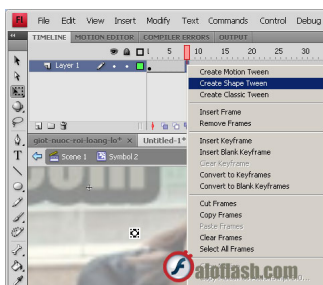 FL File Edit View Insert Modify Text Commands Control Debug
TIMELINE MOTION EDITOR COMPILER ERRORS OUTPUT
1 5 10 15 20 25 30
Layer 1
Create Motion Tween
Create Shape Tween
Create Classic Tween
Insert Frame
Remove Frames
Insert Keyframe
Insert Blank Keyframe
Clear Keyframe
Convert to Keyframes
Convert to Blank Keyframes
Cut Frames
Copy Frames
Paste Frames
Clear Frames
Select All Frames
giot-nuoc-roi-loang-lo* × Untitled-1*
Scene 1 Symbol 2
com
aloflash.com